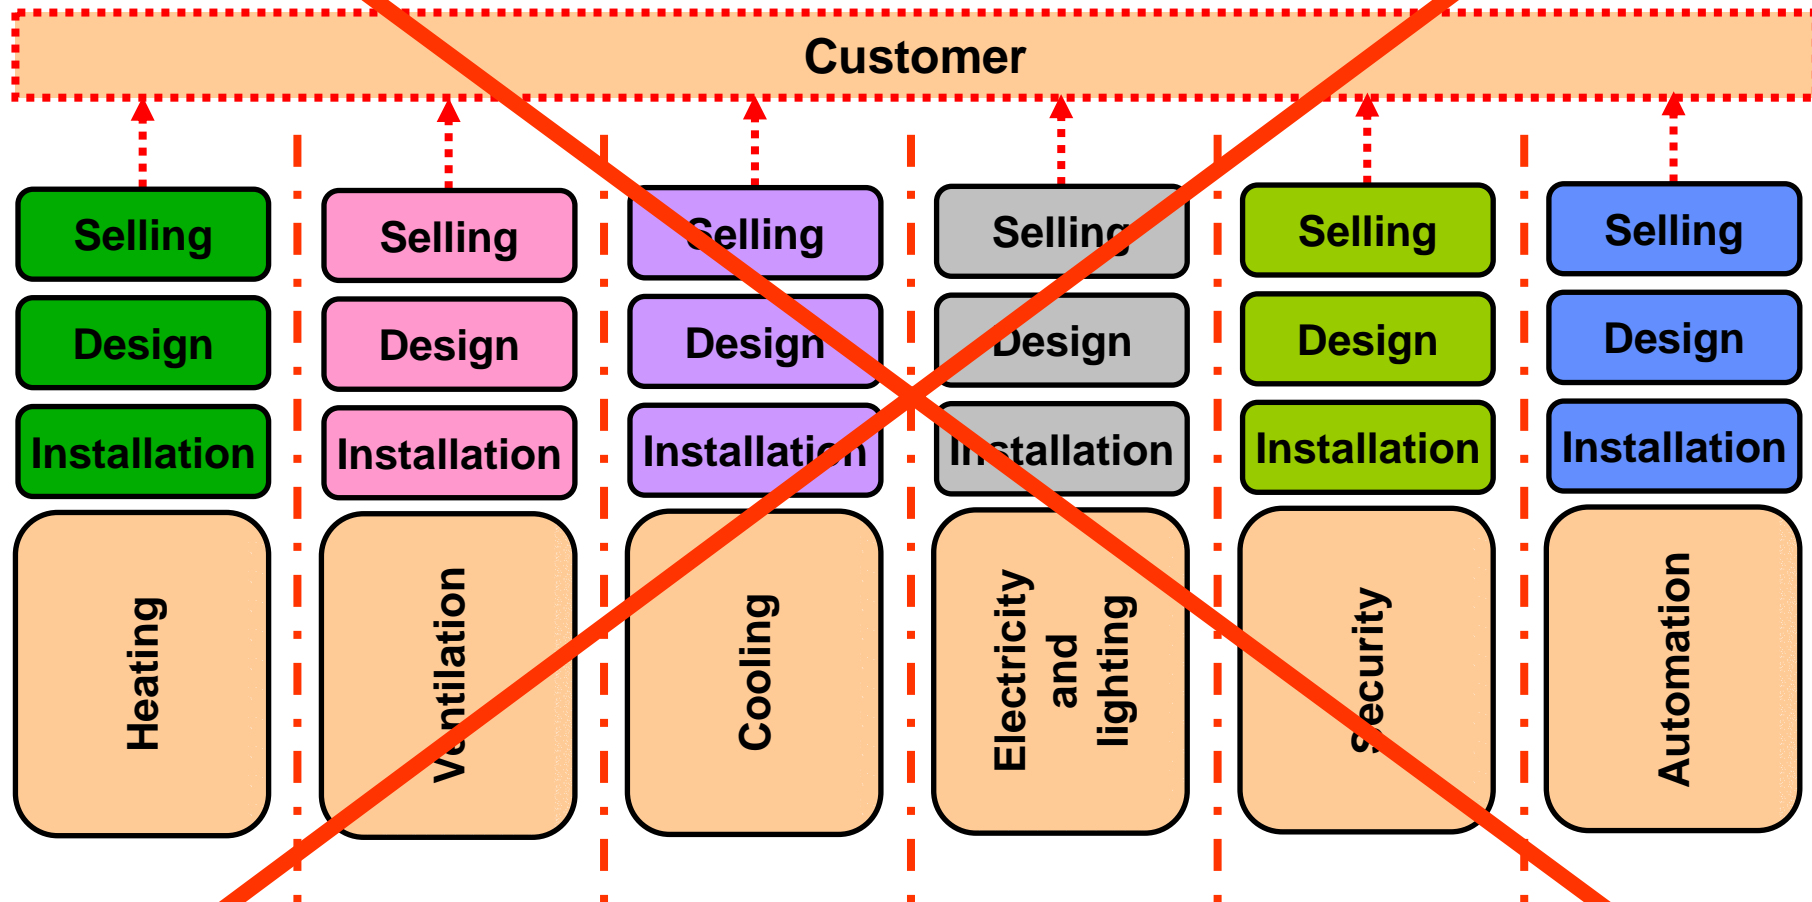 Customer
Selling
Selling
Selling
Selling
Selling
Selling
Design
Design
Design
Design
Design
Design
Installation
Installation
Installation
Installation
Installation
Installation
Heating
Ventilation
Cooling
Electricity
and
lighting
Security
Automation